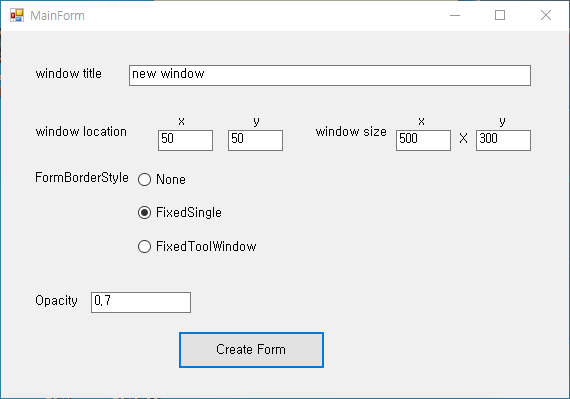 MainForm
window title new window
x y x y
window location 50 50 window size 500 X 300
FormBorderStyle None
FixedSingle
FixedToolWindow
Opacity 0.7
Create Form